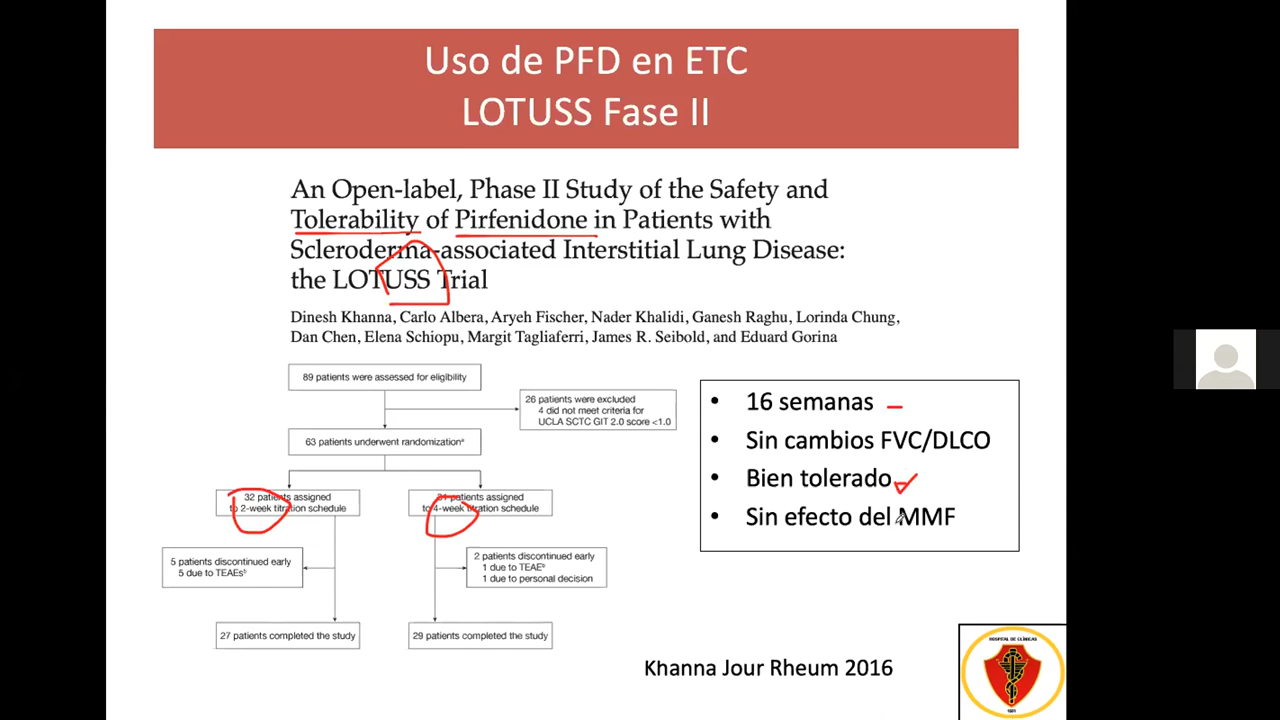 Uso de PFD en ETC
LOTUSS Fase II
An Open-label, Phase II Study of the Safety and
Tolerability of Pirfenidone in Patients with
Scleroderma-associated Interstitial Lung Disease:
the LOTUSS Trial
Dinesh Khanna, Carlo Albera, Aryeh Fischer, Nader Khalidi, Ganesh Raghu, Lorinda Chung,
Dan Chen, Elena Schiopu, Margit Tagliaferri, James R. Seibold, and Eduard Gorina
89 patients were assessed for eligibility
26 patients were excluded
4 did not meet criteria for
UCLA SCTC GIT 2.0 score <1.0
63 patients underwent randomizationᵃ
32 patients assigned
to 2-week titration schedule
31 patients assigned
to 4-week titration schedule
5 patients discontinued early
5 due to TEAEsᵇ
2 patients discontinued early
1 due to TEAEᵇ
1 due to personal decision
27 patients completed the study
29 patients completed the study
• 16 semanas
• Sin cambios FVC/DLCO
• Bien tolerado
• Sin efecto del MMF
Khanna Jour Rheum 2016
HOSPITAL DE CLÍNICAS